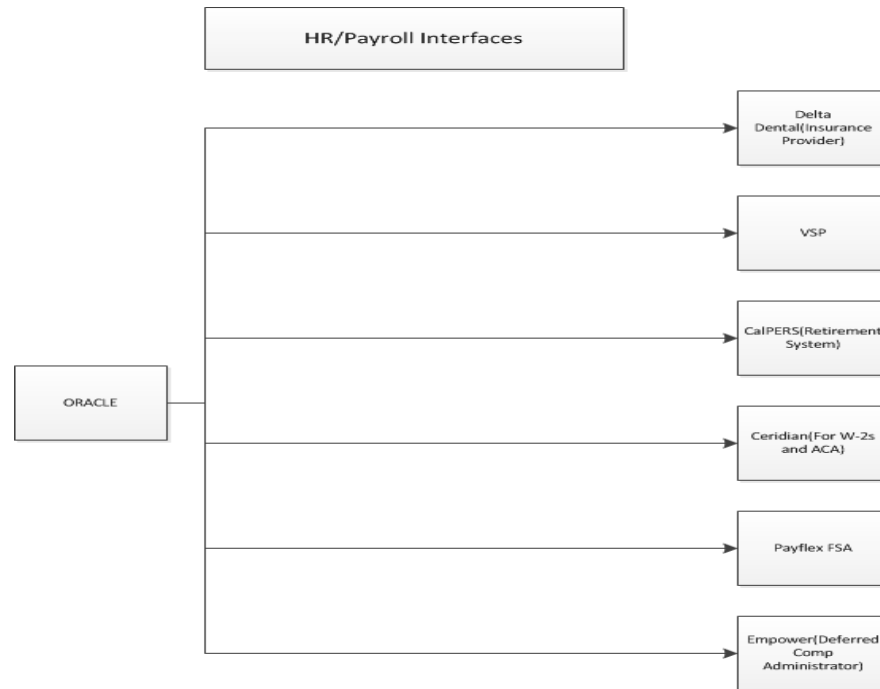 HR/Payroll Interfaces
Delta
Dental(Insurance
Provider)
VSP
CalPERS(Retirement
System)
ORACLE
Ceridian(For W-2s
and ACA)
Payflex FSA
Empower(Deferred
Comp
Administrator)